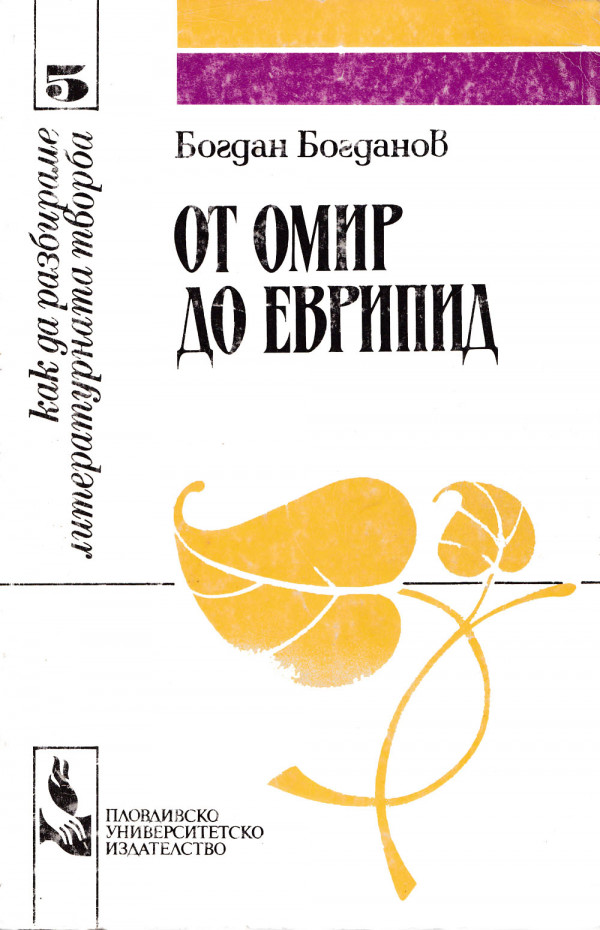 5
как да разбираме
литературната творба
Богдан Богданов
ОТ ОМИР
ДО ЕВРИПИД
ПЛОВДИВСКО
УНИВЕРСИТЕТСКО
ИЗДАТЕЛСТВО